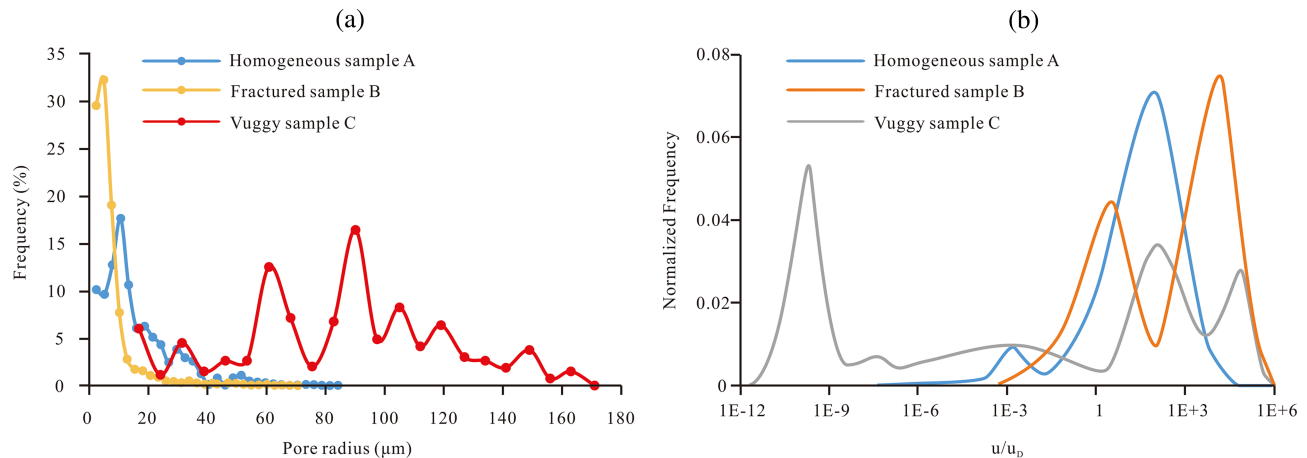 (a)
35
30
25
20
15
10
5
0
Frequency (%)
Homogeneous sample A
Fractured sample B
Vuggy sample C
0 20 40 60 80 100 120 140 160 180
Pore radius (μm)
(b)
0.08
0.06
0.04
0.02
0
Normalized Frequency
Homogeneous sample A
Fractured sample B
Vuggy sample C
1E-12 1E-9 1E-6 1E-3 1 1E+3 1E+6
u/u_D